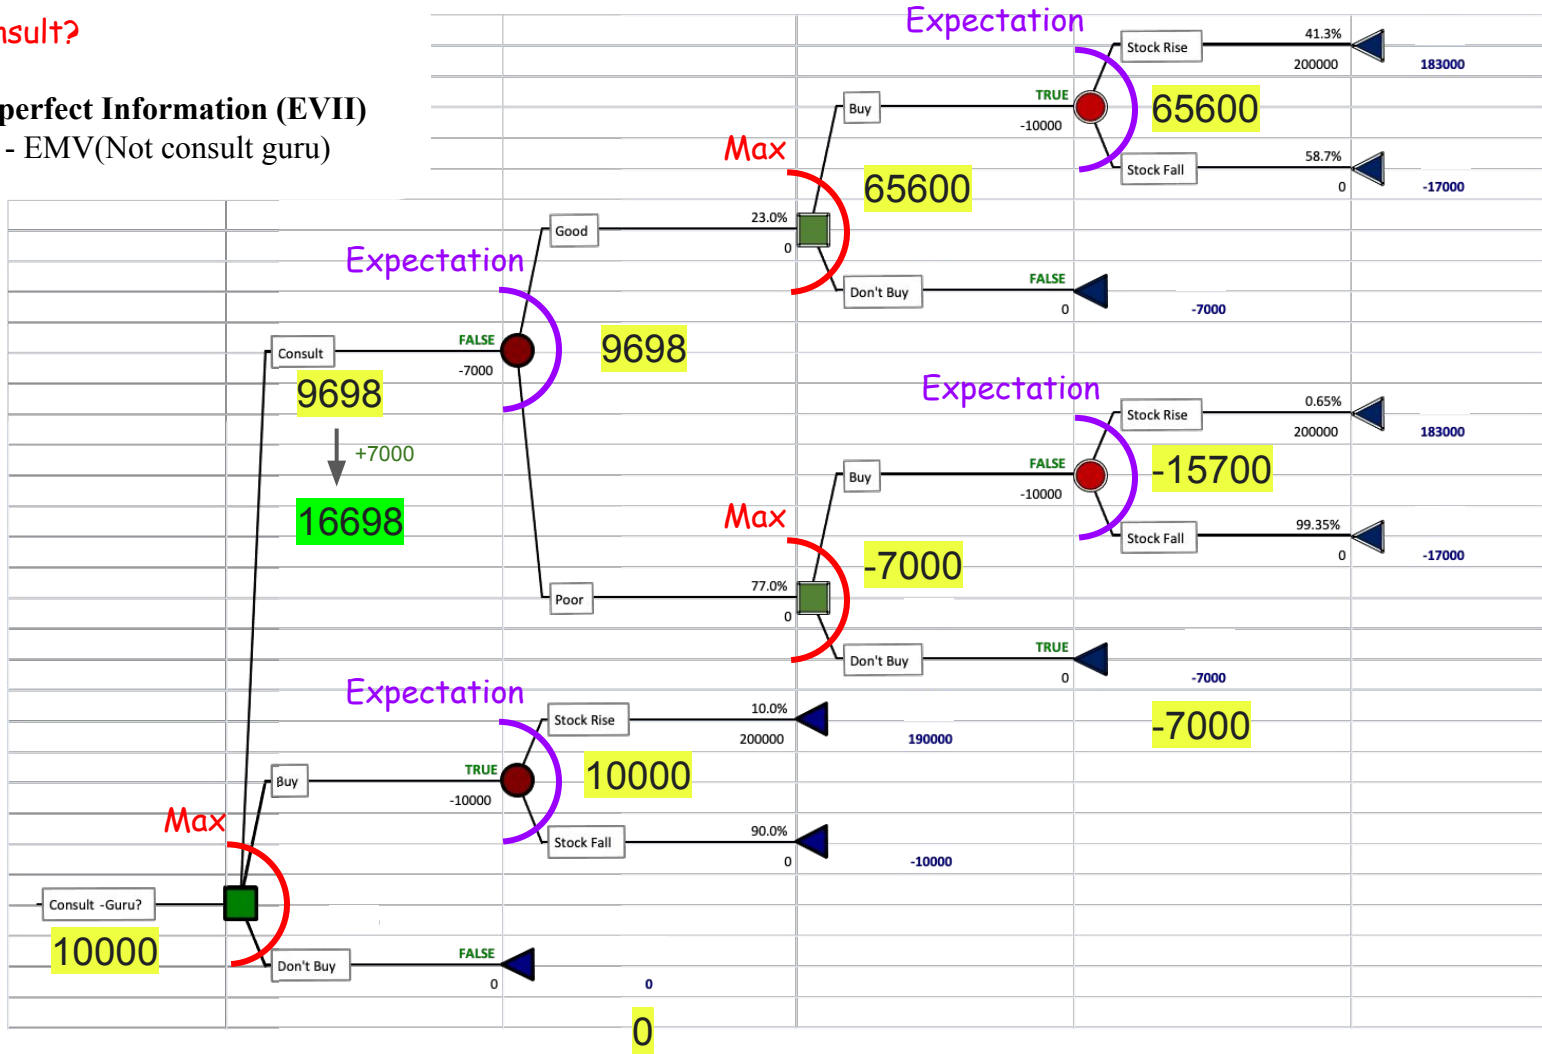 nsult?
perfect Information (EVII)
- EMV(Not consult guru)
Expectation
Stock Rise
41.3%
200000
183000
Buy
TRUE
-10000
65600
Max
65600
Stock Fall
58.7%
0
-17000
Good
23.0%
0
Expectation
Don't Buy
FALSE
0
-7000
Consult
FALSE
-7000
9698
9698
+7000
16698
Expectation
Stock Rise
0.65%
200000
183000
Buy
FALSE
-10000
-15700
Max
-7000
Stock Fall
99.35%
0
-17000
Poor
77.0%
0
Don't Buy
TRUE
0
-7000
-7000
Expectation
Stock Rise
10.0%
200000
190000
Buy
TRUE
-10000
10000
Max
Stock Fall
90.0%
0
-10000
Consult -Guru?
10000
Don't Buy
FALSE
0
0
0